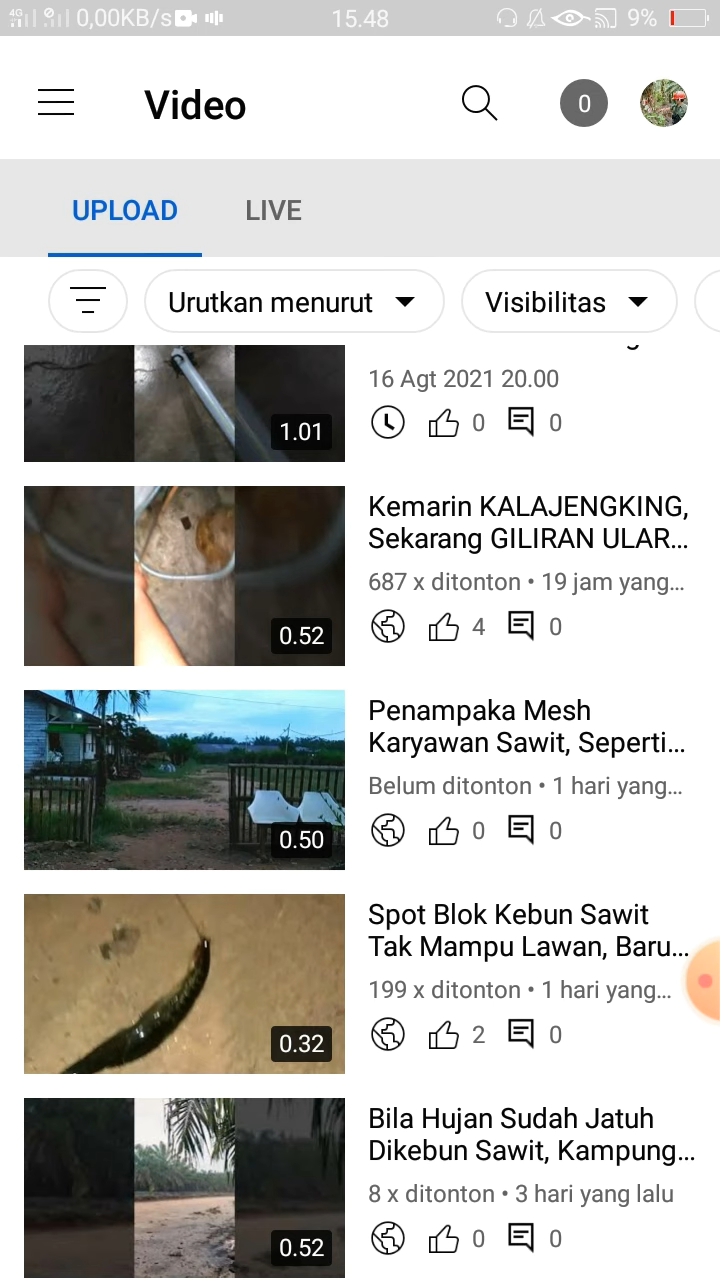 4G 0,00KB/s 15.48 9%
Video 0
UPLOAD LIVE
Urutkan menurut Visibilitas
16 Agt 2021 20.00
1.01 0 0
Kemarin KALAJENGKING,
Sekarang GILIRAN ULAR...
687 x ditonton • 19 jam yang...
0.52 4 0
Penampaka Mesh
Karyawan Sawit, Seperti...
Belum ditonton • 1 hari yang...
0.50 0 0
Spot Blok Kebun Sawit
Tak Mampu Lawan, Baru...
199 x ditonton • 1 hari yang...
0.32 2 0
Bila Hujan Sudah Jatuh
Dikebun Sawit, Kampung...
8 x ditonton • 3 hari yang lalu
0.52 0 0